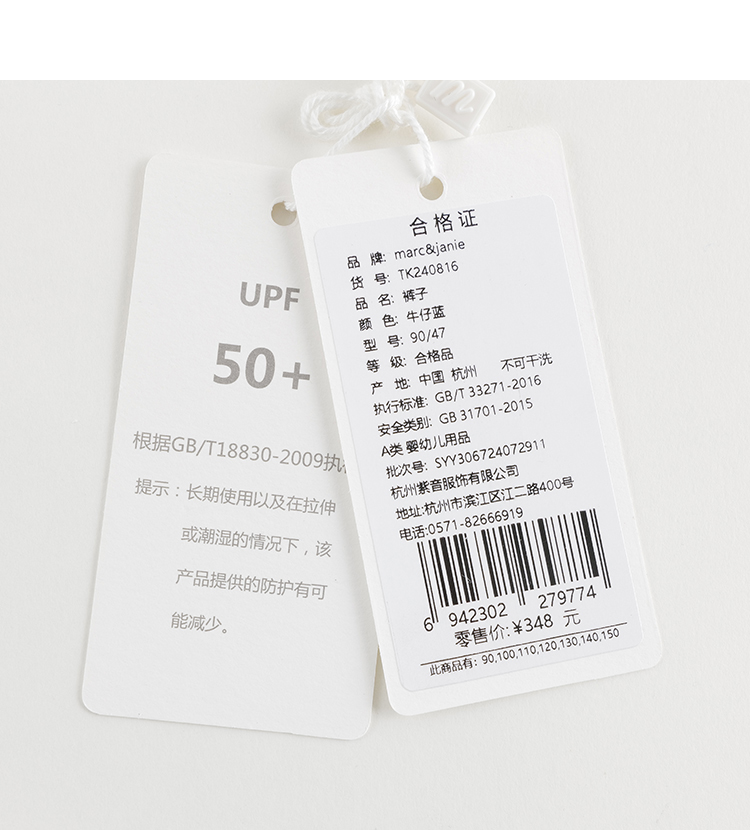 UPF
50+
根据GB/T18830-2009执
提示：长期使用以及在拉伸
或潮湿的情况下，该
产品提供的防护有可
能减少。
m
合格证
品 牌: marc&janie
货 号: TK240816
品 名: 裤子
颜 色: 牛仔蓝
型 号: 90/47
等 级: 合格品
产 地: 中国 杭州 不可干洗
执行标准: GB/T 33271-2016
安全类别: GB 31701-2015
A类 婴幼儿用品
批次号: SYY306724072911
杭州紫音服饰有限公司
地址:杭州市滨江区江二路400号
电话:0571-82666919
6 942302 279774
零售价:¥348 元
此商品有: 90,100,110,120,130,140,150